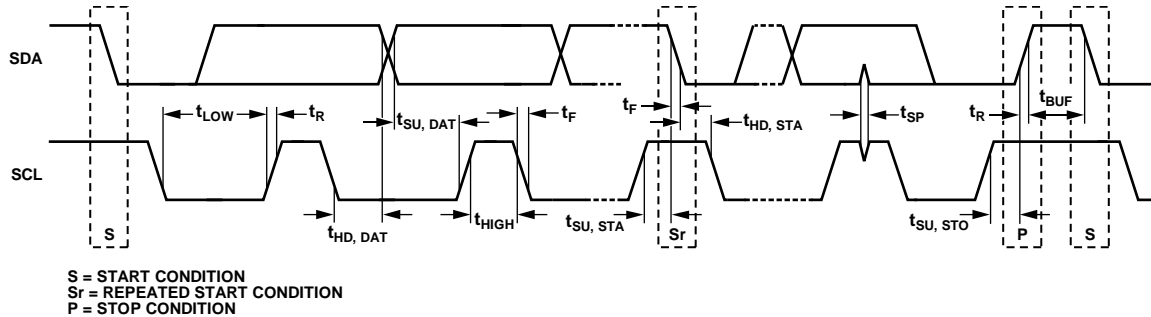 SDA
tLOW
tR
tSU, DAT
tF
tF
tHD, STA
tSP
tR
tBUF
SCL
S
tHD, DAT
tHIGH
tSU, STA
Sr
tSU, STO
P
S
S = START CONDITION
Sr = REPEATED START CONDITION
P = STOP CONDITION